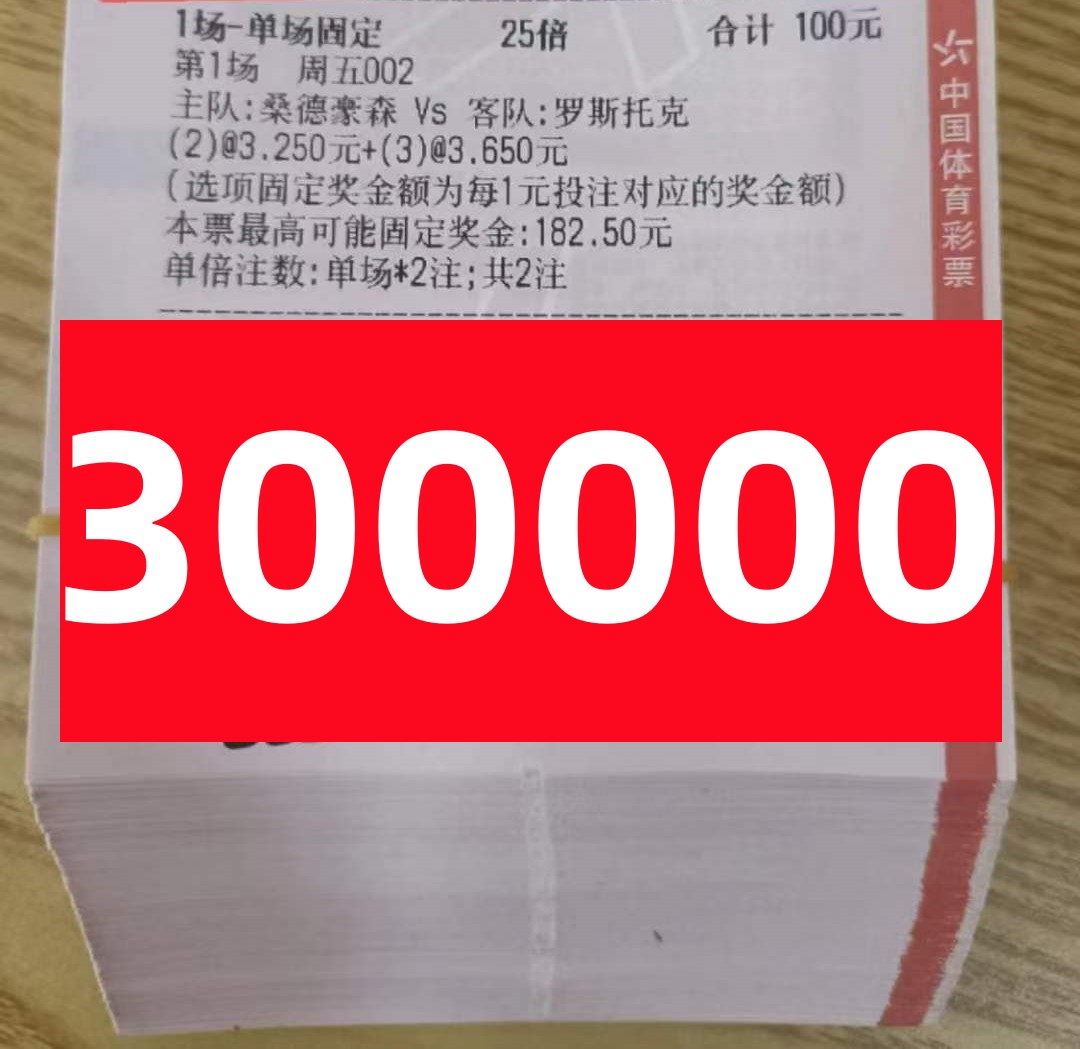 1场-单场固定 25倍 合计 100元
第1场 周五002
主队:桑德豪森 Vs 客队:罗斯托克
(2)@3.250元+(3)@3.650元
(选项固定奖金额为每1元投注对应的奖金额)
本票最高可能固定奖金:182.50元
单倍注数:单场*2注;共2注
300000
中国体育彩票